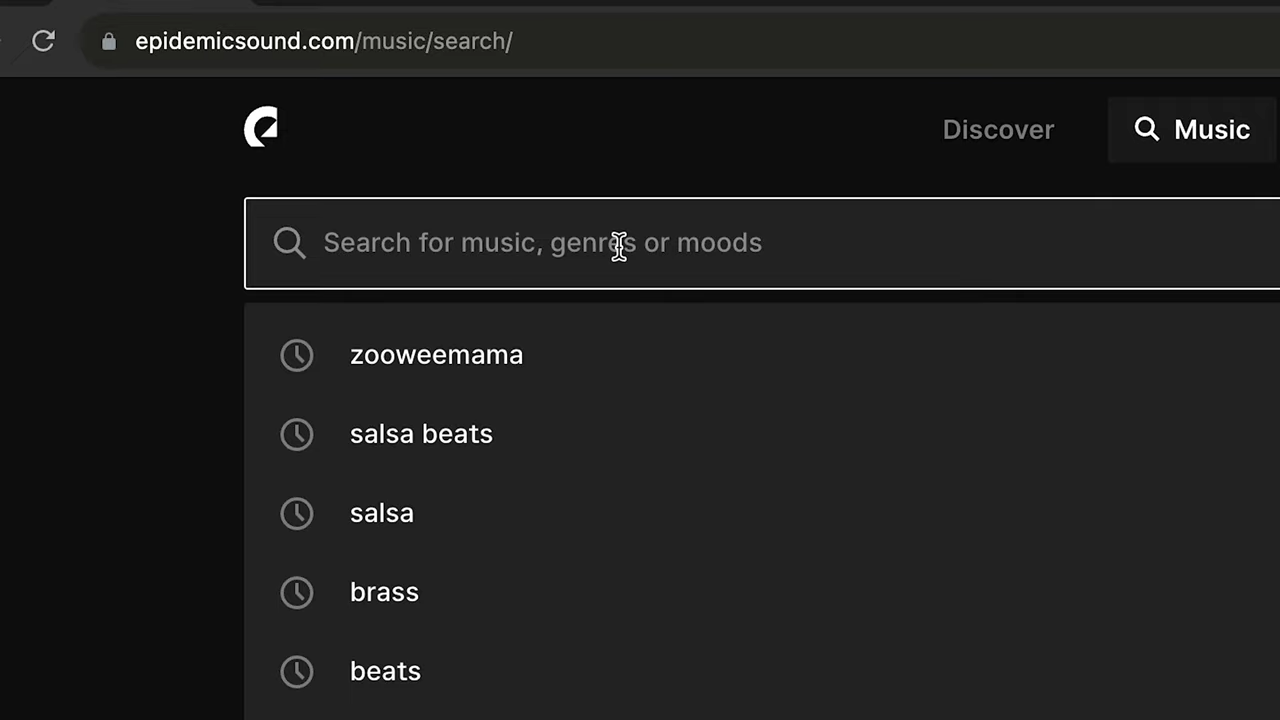 epidemicsound.com/music/search/
Discover
Music
Search for music, genres or moods
zooweemama
salsa beats
salsa
brass
beats